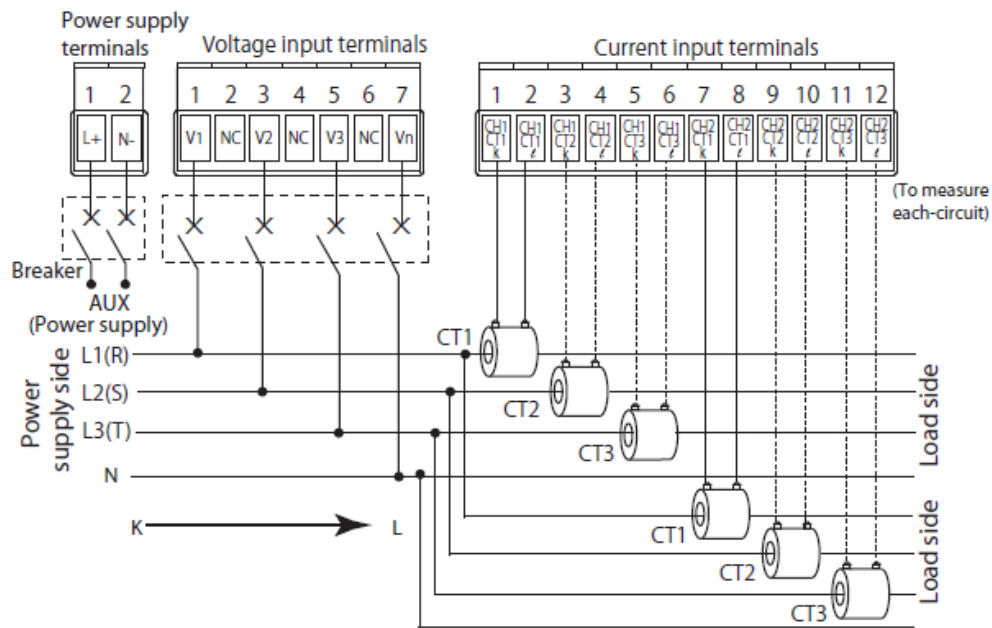 Power supply
terminals
Voltage input terminals
Current input terminals
1 2
1 2 3 4 5 6 7
1 2 3 4 5 6 7 8 9 10 11 12
L+ N-
V1 NC V2 NC V3 NC Vn
CH1 CT1 k
CH1 CT1 ℓ
CH1 CT2 k
CH1 CT2 ℓ
CH1 CT3 k
CH1 CT3 ℓ
CH2 CT1 k
CH2 CT1 ℓ
CH2 CT2 k
CH2 CT2 ℓ
CH2 CT3 k
CH2 CT3 ℓ
(To measure
each-circuit)
Breaker
AUX
(Power supply)
Power
supply side
L1(R)
L2(S)
L3(T)
N
K L
CT1
CT2
CT3
Load side
CT1
CT2
CT3
Load side